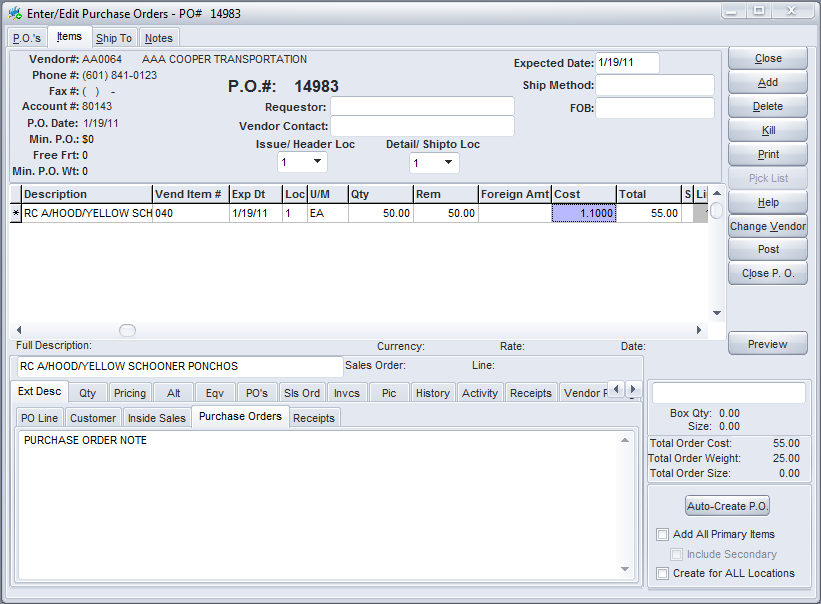 Enter/Edit Purchase Orders - PO# 14983
P.O.'s Items Ship To Notes
Vendor#: AA0064 AAA COOPER TRANSPORTATION
Phone #: (601) 841-0123
Fax #: ( ) -
Account #: 80143
P.O. Date: 1/19/11
Min. P.O.: $0
Free Frt: 0
Min. P.O. Wt: 0
P.O.#: 14983
Requestor:
Vendor Contact:
Issue/ Header Loc Detail/ Shipto Loc
1 1
Expected Date: 1/19/11
Ship Method:
FOB:
Close
Add
Delete
Kill
Print
Pick List
Help
Change Vendor
Post
Close P. O.
Preview
Description Vend Item # Exp Dt Loc U/M Qty Rem Foreign Amt Cost Total S Li
* RC A/HOOD/YELLOW SCH 040 1/19/11 1 EA 50.00 50.00 1.1000 55.00
Full Description: Currency: Rate: Date:
RC A/HOOD/YELLOW SCHOONER PONCHOS Sales Order: Line:
Ext Desc Qty Pricing Alt Eqv PO's Sls Ord Invcs Pic History Activity Receipts Vendor
PO Line Customer Inside Sales Purchase Orders Receipts
PURCHASE ORDER NOTE
Box Qty: 0.00
Size: 0.00
Total Order Cost: 55.00
Total Order Weight: 25.00
Total Order Size: 0.00
Auto-Create P.O.
Add All Primary Items
Include Secondary
Create for ALL Locations